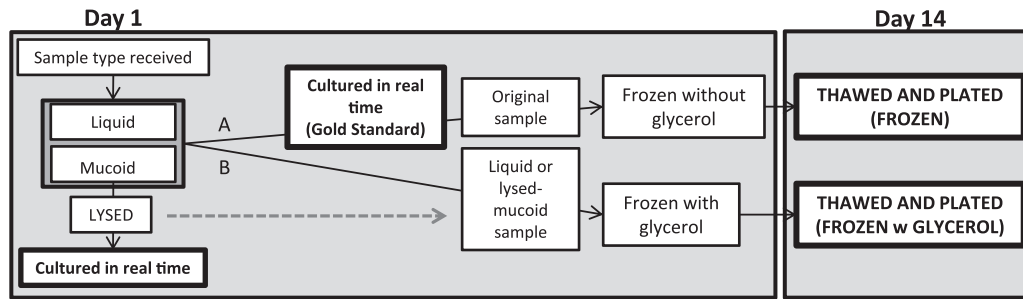 Day 1
Day 14
Sample type received
Liquid
Mucoid
LYSED
Cultured in real time
A
B
Cultured in real
time
(Gold Standard)
Original
sample
Frozen without
glycerol
Liquid or
lysed-
mucoid
sample
Frozen with
glycerol
THAWED AND PLATED
(FROZEN)
THAWED AND PLATED
(FROZEN w GLYCEROL)